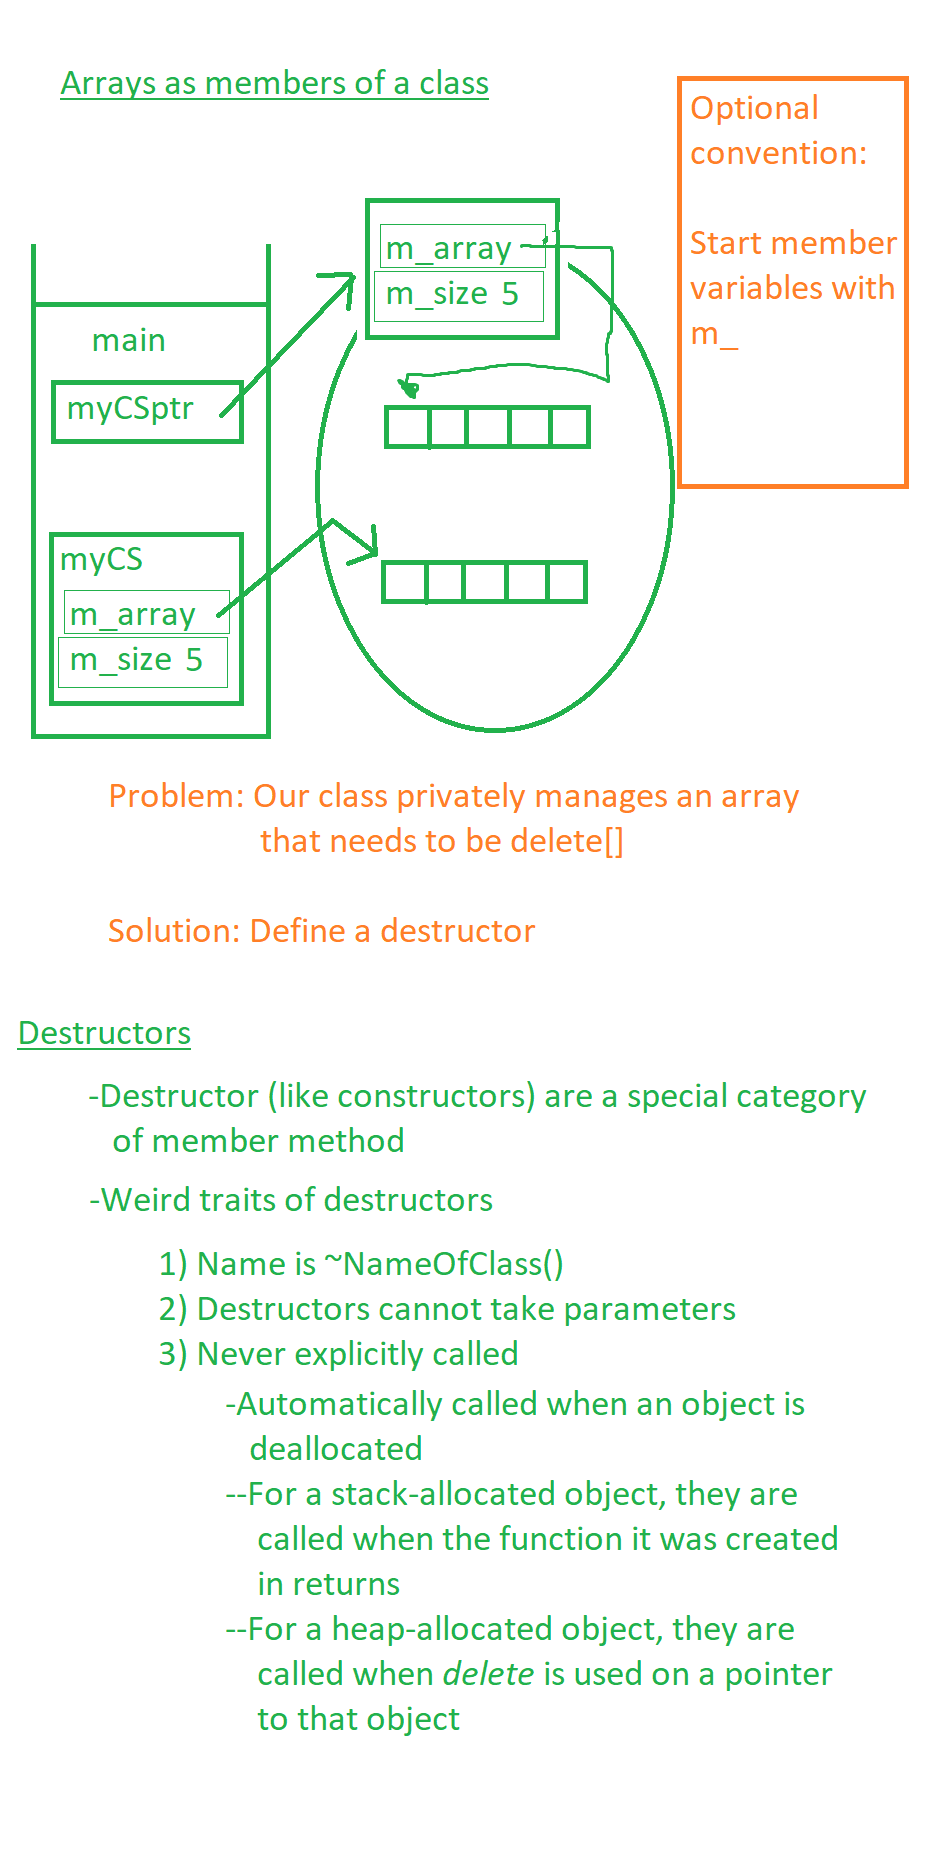 Arrays as members of a class
Optional
convention:
Start member
variables with
m_
m_array
m_size 5
main
myCSptr
myCS
m_array
m_size 5
Problem: Our class privately manages an array
that needs to be delete[]
Solution: Define a destructor
Destructors
-Destructor (like constructors) are a special category
of member method
-Weird traits of destructors
1) Name is ~NameOfClass()
2) Destructors cannot take parameters
3) Never explicitly called
-Automatically called when an object is
deallocated
--For a stack-allocated object, they are
called when the function it was created
in returns
--For a heap-allocated object, they are
called when delete is used on a pointer
to that object